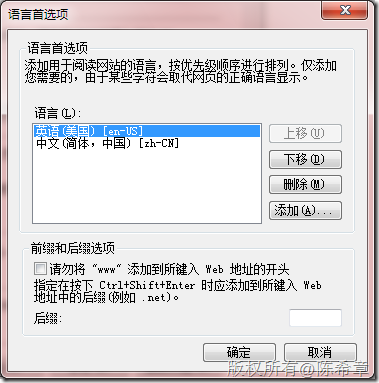 语言首选项
语言首选项
添加用于阅读网站的语言，按优先级顺序进行排列。仅添加
您需要的，由于某些字符会取代网页的正确语言显示。
语言(L):
英语(美国) [en-US]
中文(简体，中国) [zh-CN]
上移(U)
下移(D)
删除(M)
添加(A)...
前缀和后缀选项
请勿将 “www” 添加到所键入 Web 地址的开头
指定在按下 Ctrl+Shift+Enter 时应添加到所键入 Web
地址中的后缀(例如 .net)。
后缀:
确定
取消
版权所有@陈希章